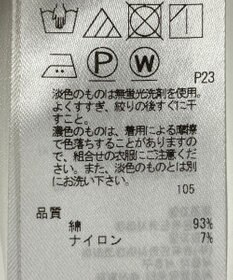 P W P23
淡色のものは無蛍光洗剤を使用。
よくすすぎ、絞りの後すぐに干
すこと。
濃色のものは、着用による摩擦
で色落ちすることがありますの
で、組合せの衣服にご注意くだ
さい。また、淡色のものとは別
にお洗い下さい。
105
品質
綿 93%
ナイロン 7%